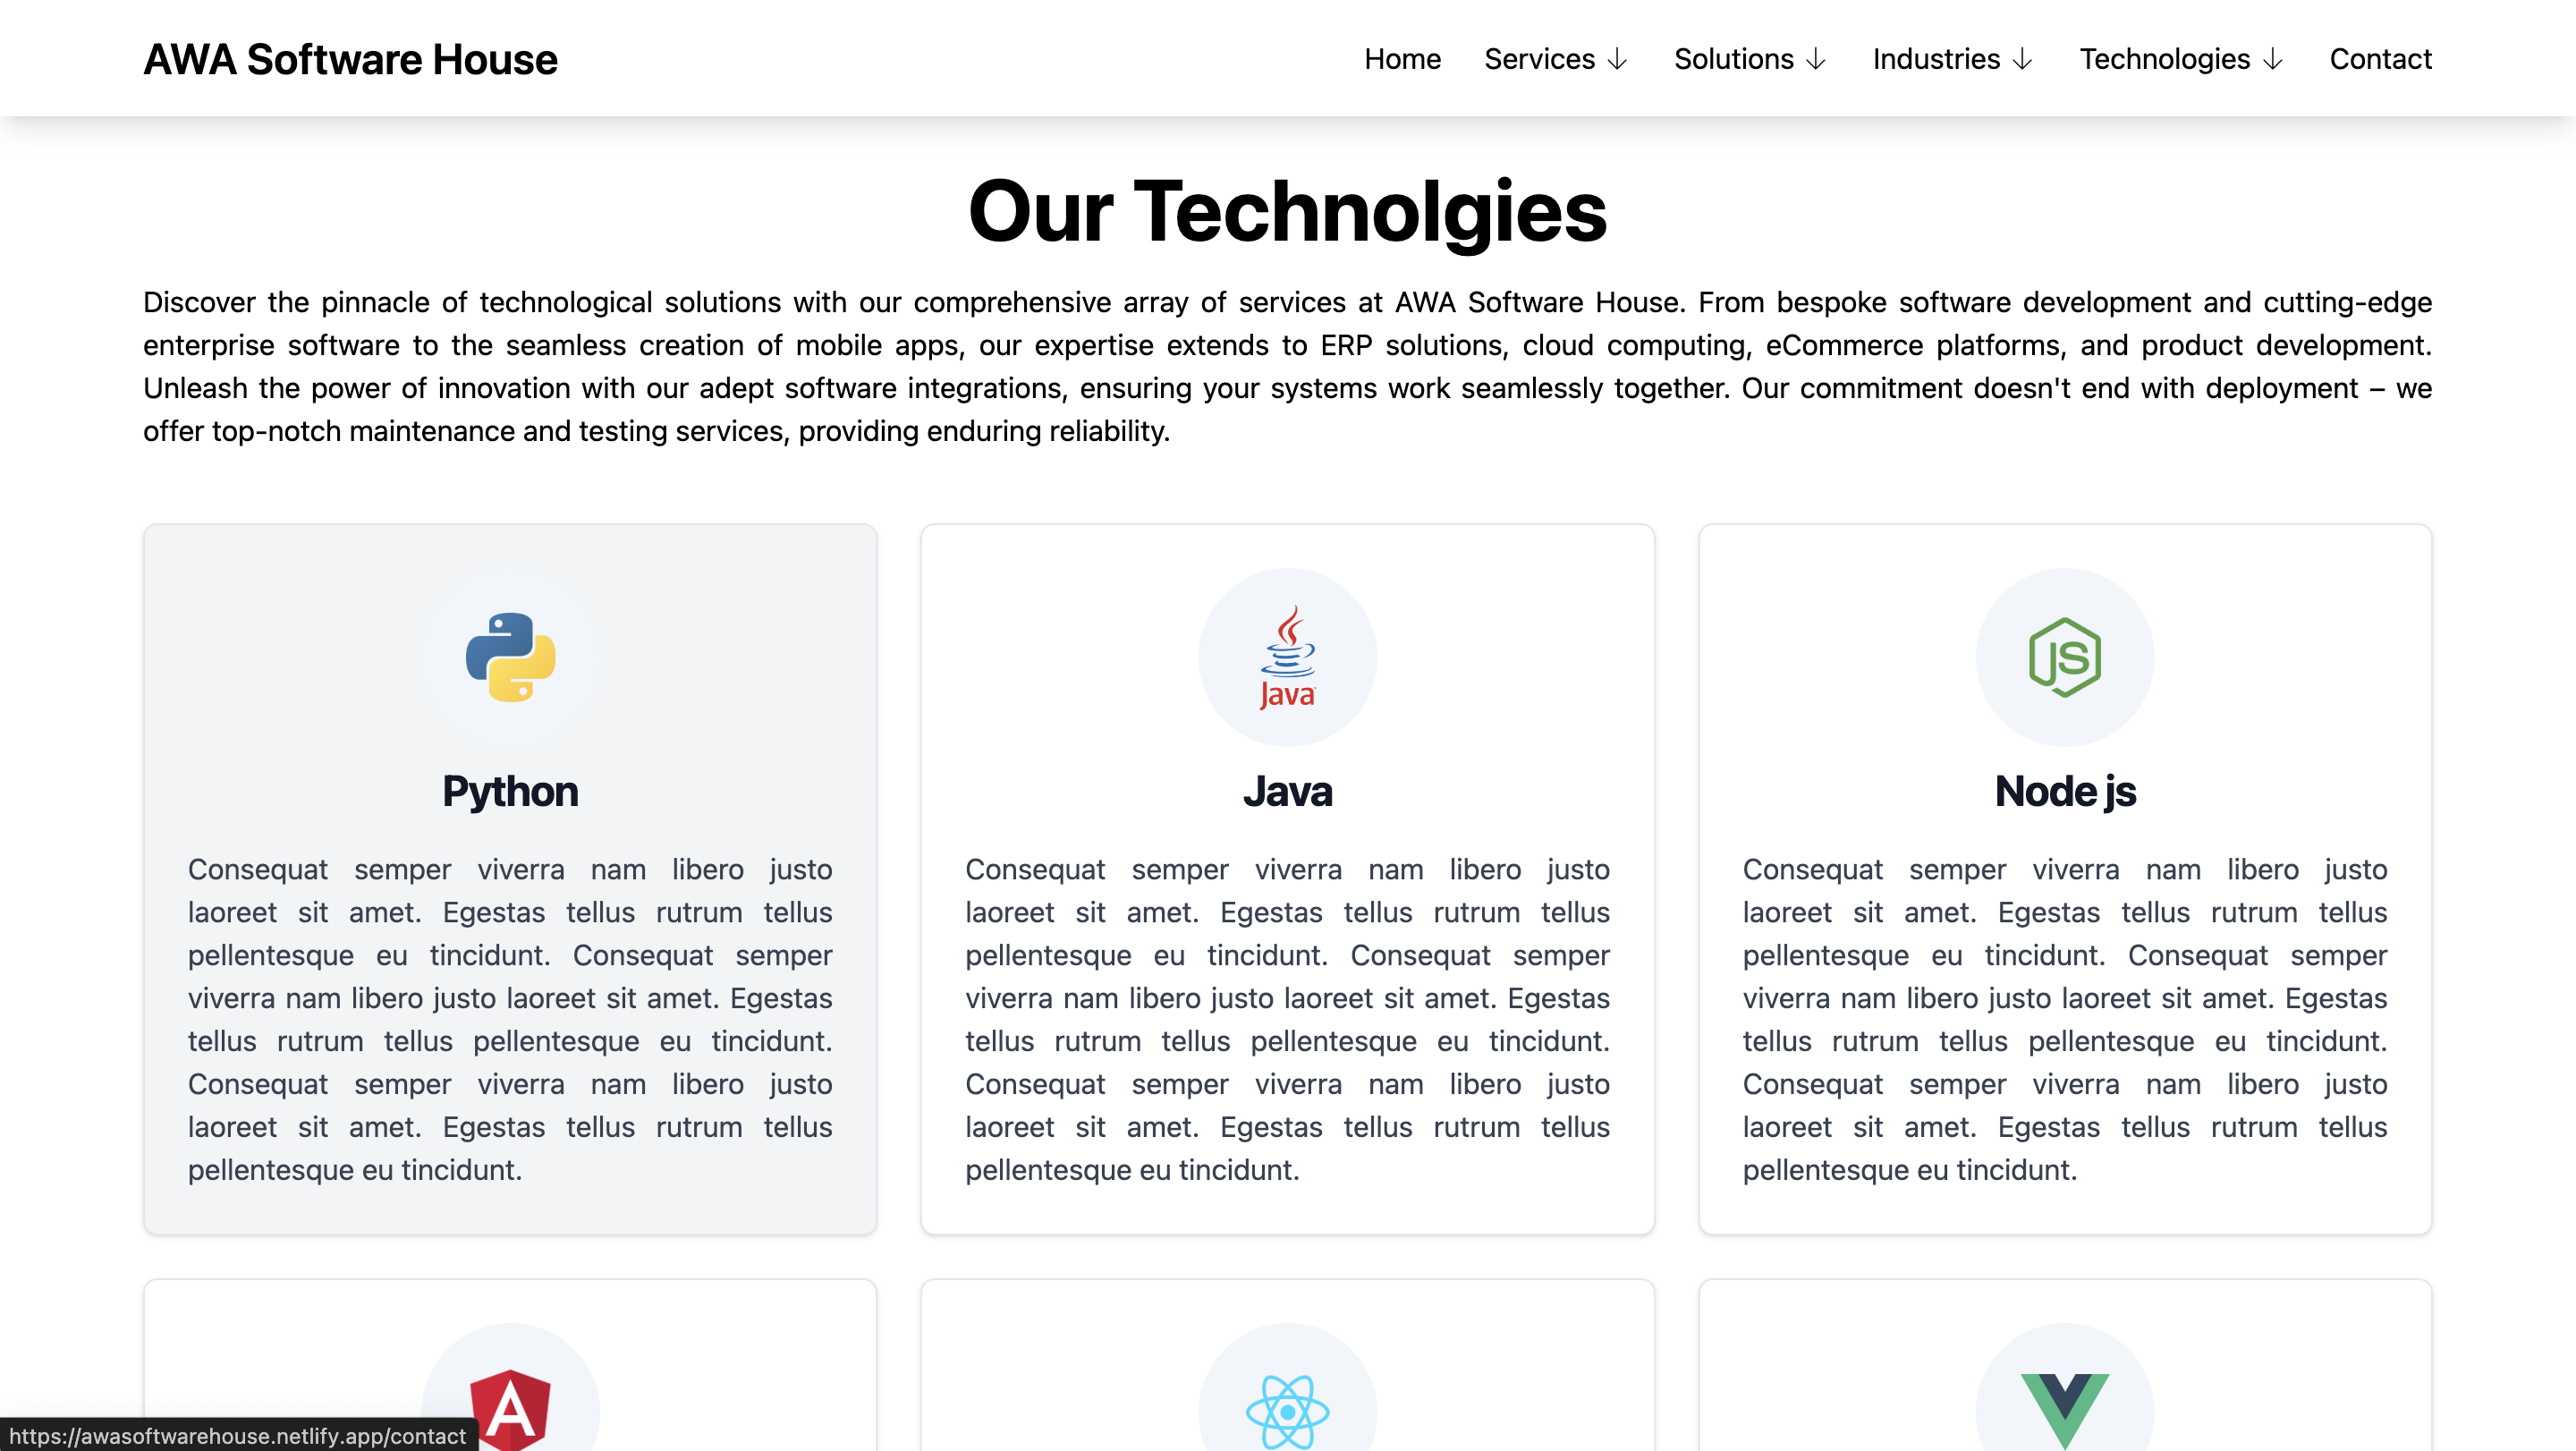 AWA Software House
Home Services ↓ Solutions ↓ Industries ↓ Technologies ↓ Contact
Our Technolgies
Discover the pinnacle of technological solutions with our comprehensive array of services at AWA Software House. From bespoke software development and cutting-edge
enterprise software to the seamless creation of mobile apps, our expertise extends to ERP solutions, cloud computing, eCommerce platforms, and product development.
Unleash the power of innovation with our adept software integrations, ensuring your systems work seamlessly together. Our commitment doesn't end with deployment – we
offer top-notch maintenance and testing services, providing enduring reliability.
Python
Consequat semper viverra nam libero justo
laoreet sit amet. Egestas tellus rutrum tellus
pellentesque eu tincidunt. Consequat semper
viverra nam libero justo laoreet sit amet. Egestas
tellus rutrum tellus pellentesque eu tincidunt.
Consequat semper viverra nam libero justo
laoreet sit amet. Egestas tellus rutrum tellus
pellentesque eu tincidunt.
Java
Java
Consequat semper viverra nam libero justo
laoreet sit amet. Egestas tellus rutrum tellus
pellentesque eu tincidunt. Consequat semper
viverra nam libero justo laoreet sit amet. Egestas
tellus rutrum tellus pellentesque eu tincidunt.
Consequat semper viverra nam libero justo
laoreet sit amet. Egestas tellus rutrum tellus
pellentesque eu tincidunt.
JS
Node js
Consequat semper viverra nam libero justo
laoreet sit amet. Egestas tellus rutrum tellus
pellentesque eu tincidunt. Consequat semper
viverra nam libero justo laoreet sit amet. Egestas
tellus rutrum tellus pellentesque eu tincidunt.
Consequat semper viverra nam libero justo
laoreet sit amet. Egestas tellus rutrum tellus
pellentesque eu tincidunt.
A
https://awasoftwarehouse.netlify.app/contact